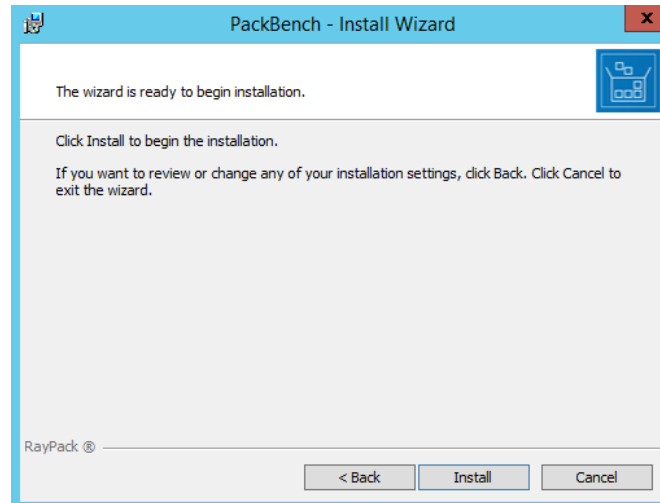 PackBench - Install Wizard
x
The wizard is ready to begin installation.
Click Install to begin the installation.
If you want to review or change any of your installation settings, click Back. Click Cancel to
exit the wizard.
RayPack ®
< Back Install Cancel